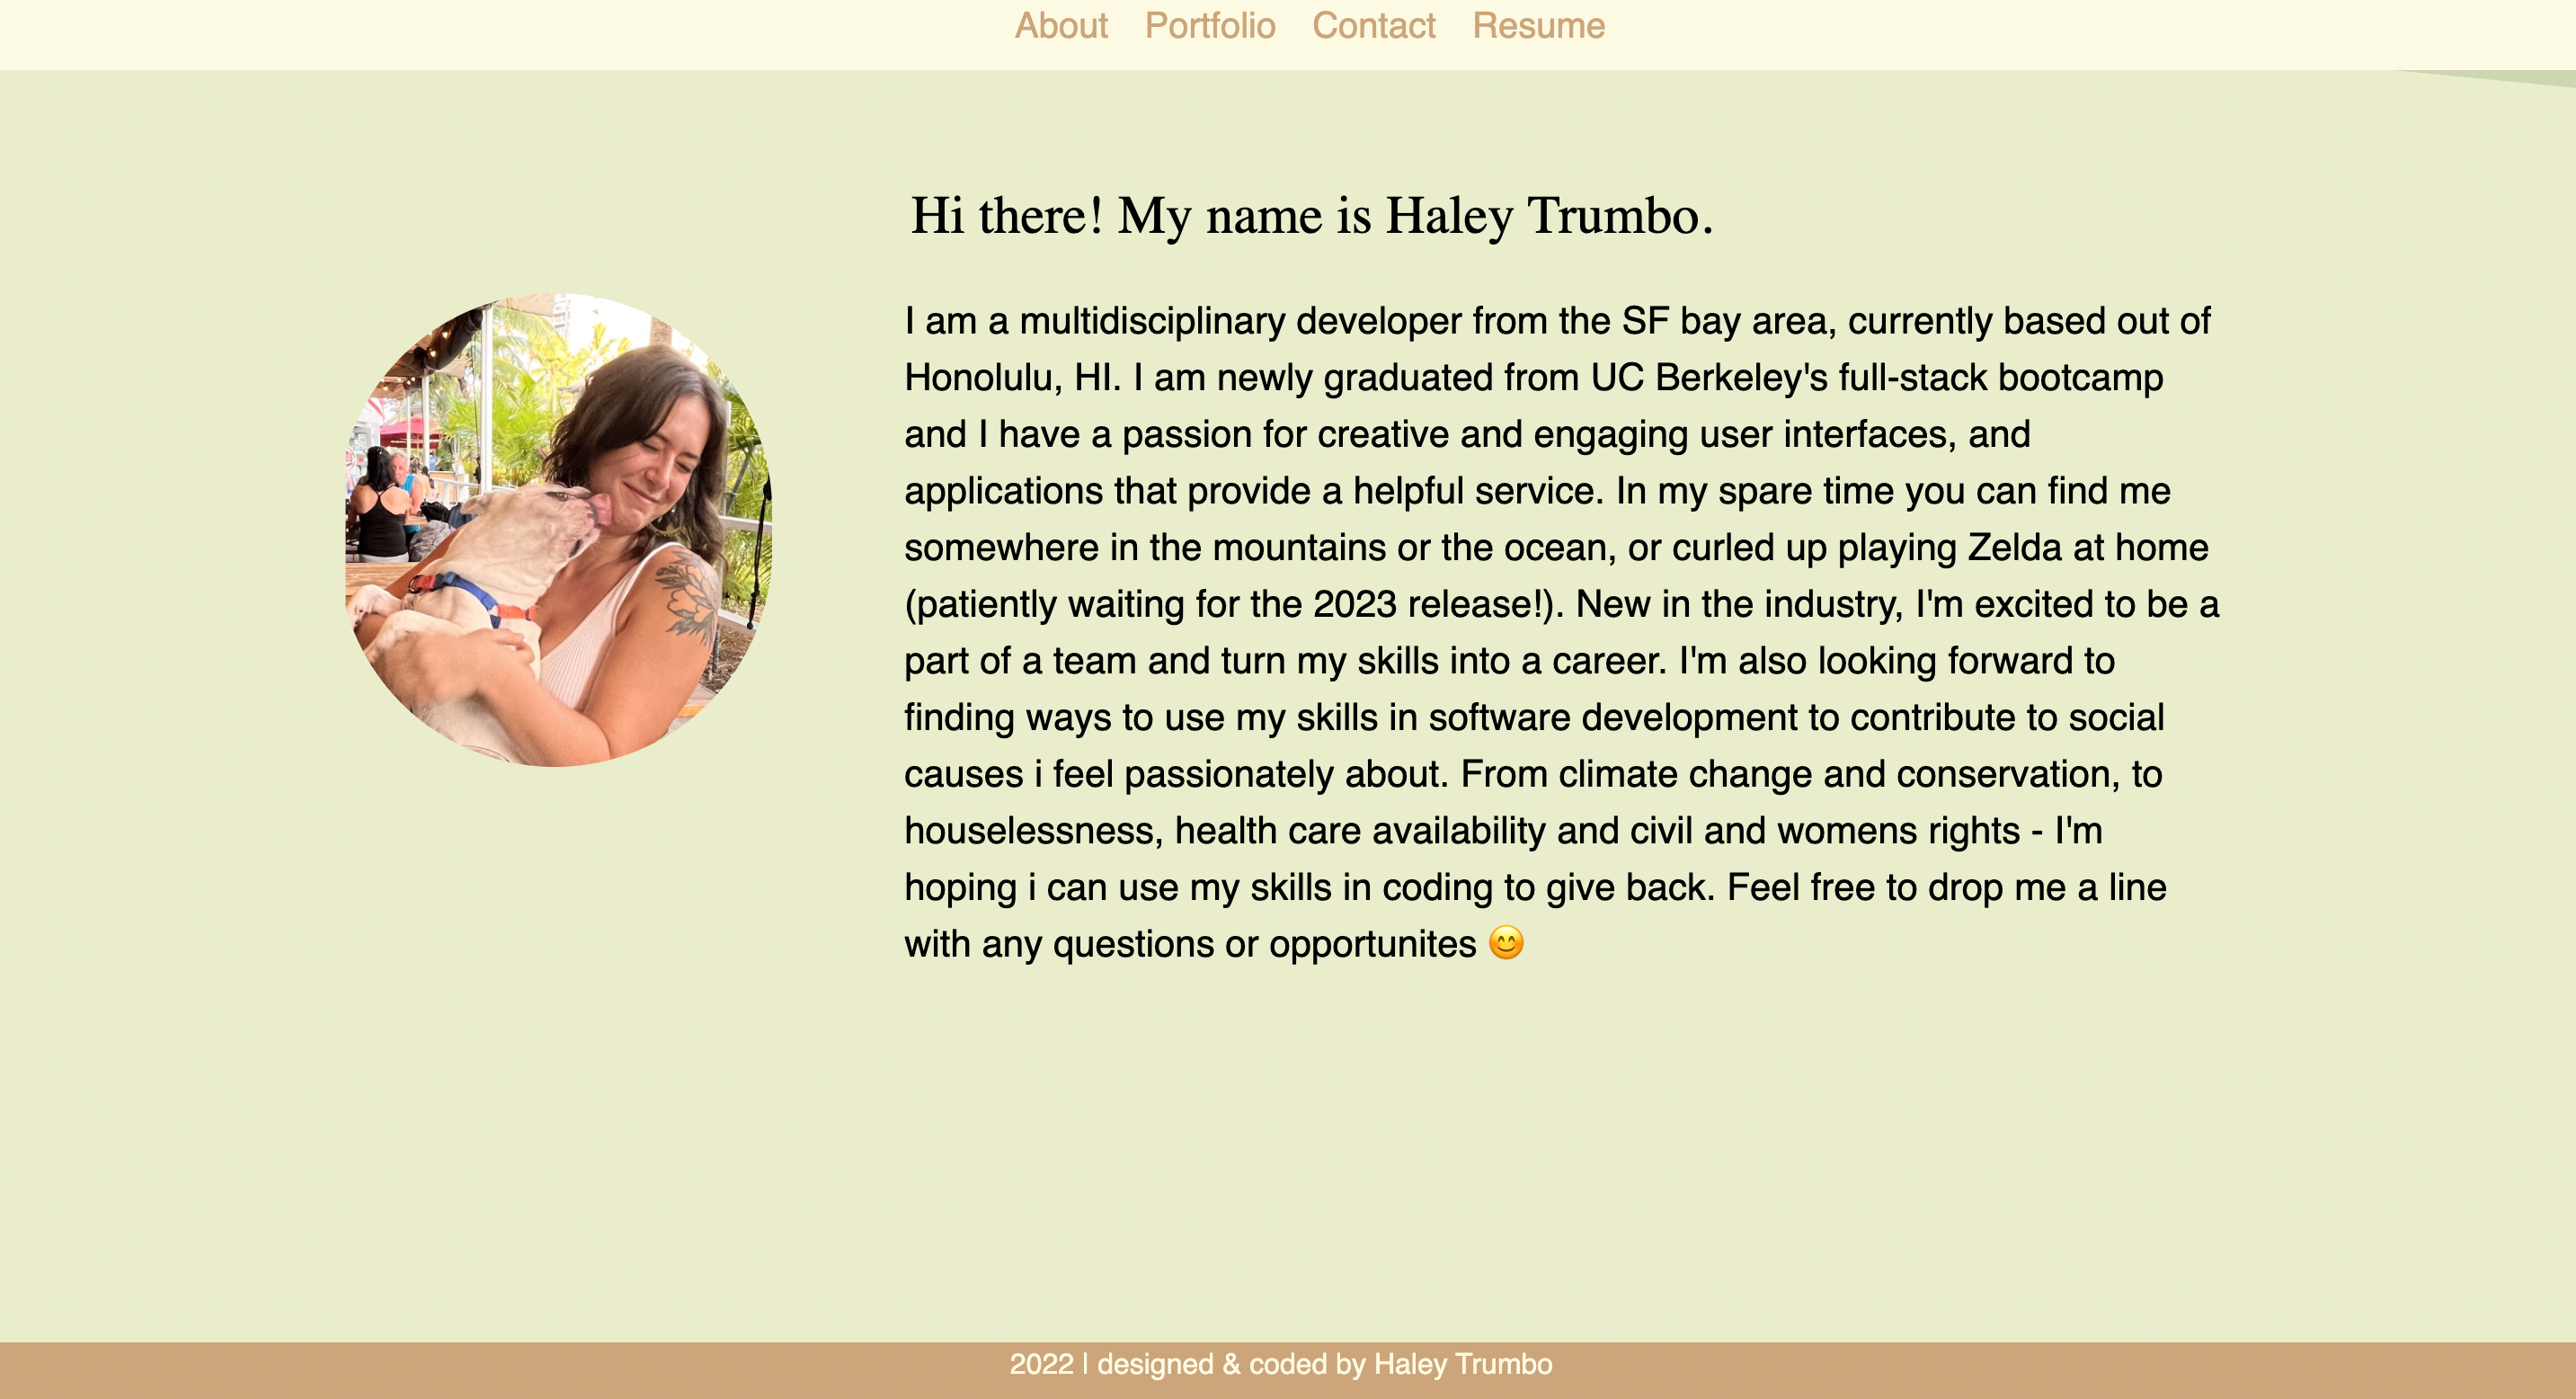 About Portfolio Contact Resume
Hi there! My name is Haley Trumbo.
I am a multidisciplinary developer from the SF bay area, currently based out of
Honolulu, HI. I am newly graduated from UC Berkeley's full-stack bootcamp
and I have a passion for creative and engaging user interfaces, and
applications that provide a helpful service. In my spare time you can find me
somewhere in the mountains or the ocean, or curled up playing Zelda at home
(patiently waiting for the 2023 release!). New in the industry, I'm excited to be a
part of a team and turn my skills into a career. I'm also looking forward to
finding ways to use my skills in software development to contribute to social
causes i feel passionately about. From climate change and conservation, to
houselessness, health care availability and civil and womens rights - I'm
hoping i can use my skills in coding to give back. Feel free to drop me a line
with any questions or opportunites 😊
2022 | designed & coded by Haley Trumbo